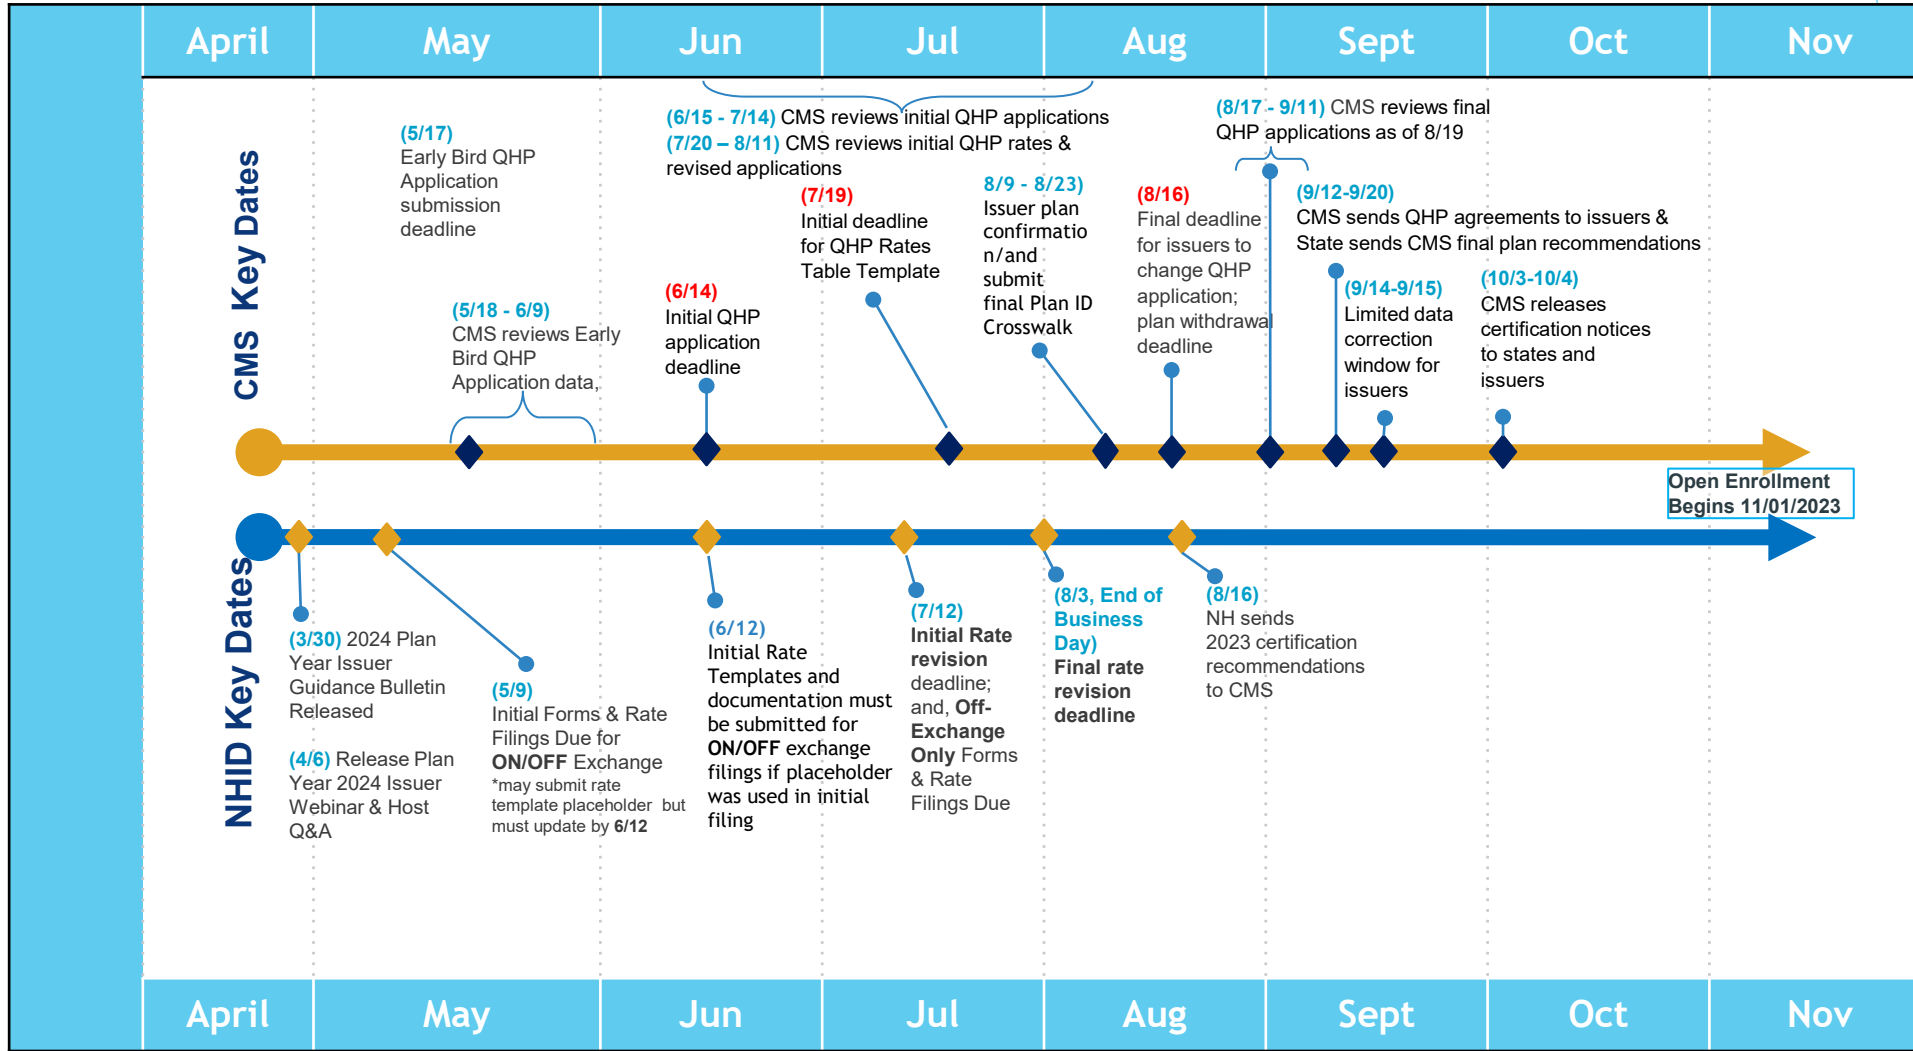 April
May
Jun
Jul
Aug
Sept
Oct
Nov
CMS Key Dates
(5/17)
Early Bird QHP
Application
submission
deadline
(5/18 - 6/9)
CMS reviews Early
Bird QHP
Application data,
(6/15 - 7/14) CMS reviews initial QHP applications
(7/20 – 8/11) CMS reviews initial QHP rates &
revised applications
(6/14)
Initial QHP
application
deadline
(7/19)
Initial deadline
for QHP Rates
Table Template
8/9 - 8/23)
Issuer plan
confirmatio
n/and
submit
final Plan ID
Crosswalk
(8/16)
Final deadline
for issuers to
change QHP
application;
plan withdrawal
deadline
(8/17 - 9/11) CMS reviews final
QHP applications as of 8/19
(9/12-9/20)
CMS sends QHP agreements to issuers &
State sends CMS final plan recommendations
(9/14-9/15)
Limited data
correction
window for
issuers
(10/3-10/4)
CMS releases
certification notices
to states and
issuers
Open Enrollment
Begins 11/01/2023
NHID Key Dates
(3/30) 2024 Plan
Year Issuer
Guidance Bulletin
Released
(4/6) Release Plan
Year 2024 Issuer
Webinar & Host
Q&A
(5/9)
Initial Forms & Rate
Filings Due for
ON/OFF Exchange
*may submit rate
template placeholder but
must update by 6/12
(6/12)
Initial Rate
Templates and
documentation must
be submitted for
ON/OFF exchange
filings if placeholder
was used in initial
filing
(7/12)
Initial Rate
revision
deadline;
and, Off-
Exchange
Only Forms
& Rate
Filings Due
(8/3, End of
Business
Day)
Final rate
revision
deadline
(8/16)
NH sends
2023 certification
recommendations
to CMS
April
May
Jun
Jul
Aug
Sept
Oct
Nov